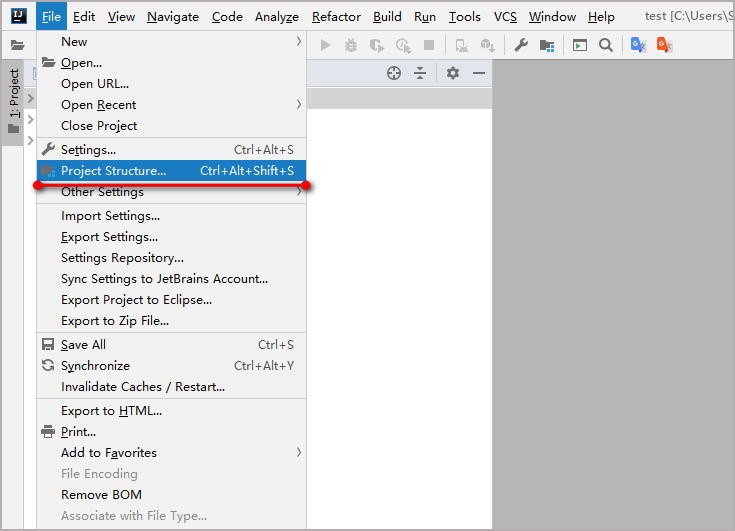 IJ File Edit View Navigate Code Analyze Refactor Build Run Tools VCS Window Help test [C:\Users\S
1: Project
New
Open...
Open URL...
Open Recent
Close Project
Settings... Ctrl+Alt+S
Project Structure... Ctrl+Alt+Shift+S
Other Settings
Import Settings...
Export Settings...
Settings Repository...
Sync Settings to JetBrains Account...
Export Project to Eclipse...
Export to Zip File...
Save All Ctrl+S
Synchronize Ctrl+Alt+Y
Invalidate Caches / Restart...
Export to HTML...
Print...
Add to Favorites
File Encoding
Remove BOM
Associate with File Type...